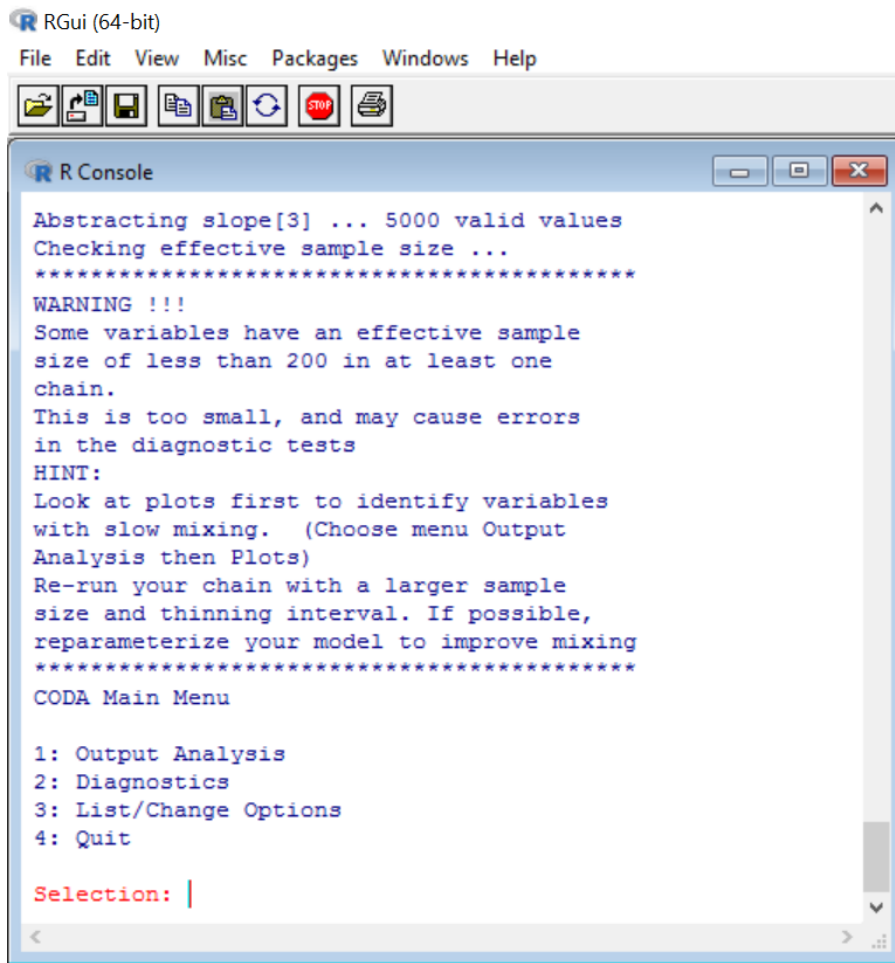 RGui (64-bit)
File Edit View Misc Packages Windows Help
STOP
R Console
Abstracting slope[3] ... 5000 valid values
Checking effective sample size ...
*******************************************
WARNING !!!
Some variables have an effective sample
size of less than 200 in at least one
chain.
This is too small, and may cause errors
in the diagnostic tests
HINT:
Look at plots first to identify variables
with slow mixing.  (Choose menu Output
Analysis then Plots)
Re-run your chain with a larger sample
size and thinning interval. If possible,
reparameterize your model to improve mixing
*******************************************
CODA Main Menu
1: Output Analysis
2: Diagnostics
3: List/Change Options
4: Quit
Selection: